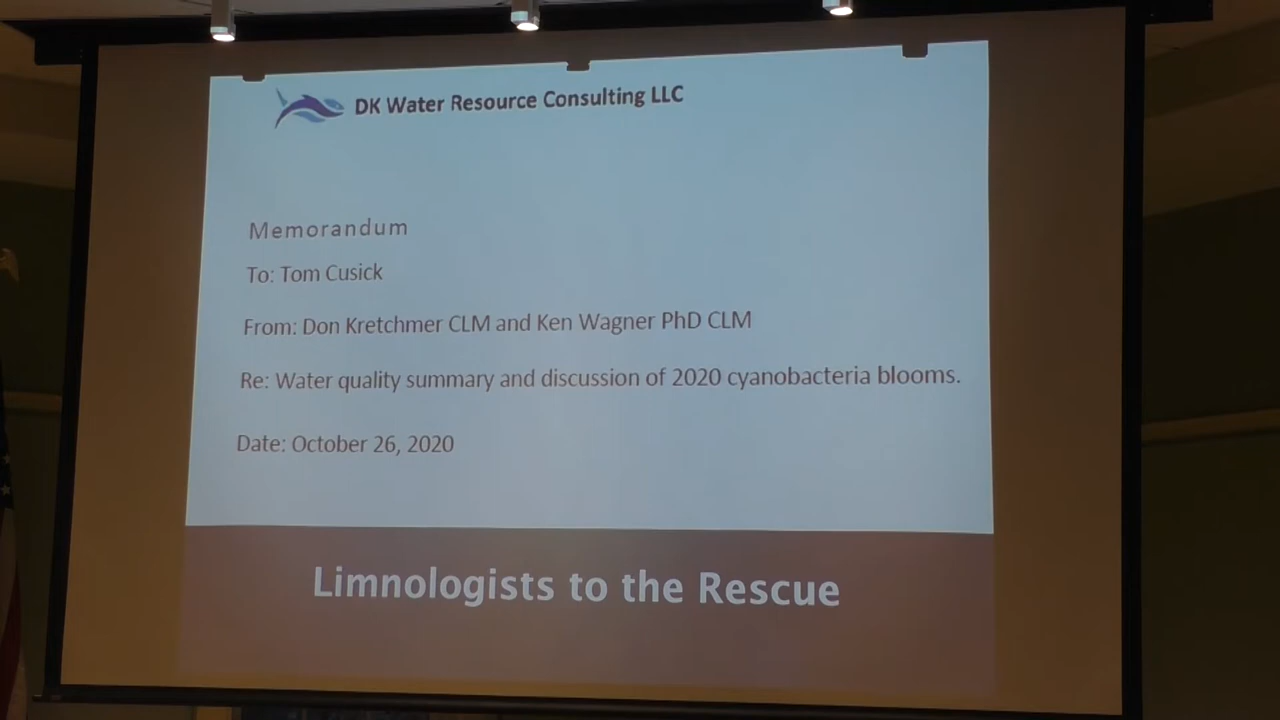 DK Water Resource Consulting LLC
Memorandum
To: Tom Cusick
From: Don Kretchmer CLM and Ken Wagner PhD CLM
Re: Water quality summary and discussion of 2020 cyanobacteria blooms.
Date: October 26, 2020
Limnologists to the Rescue